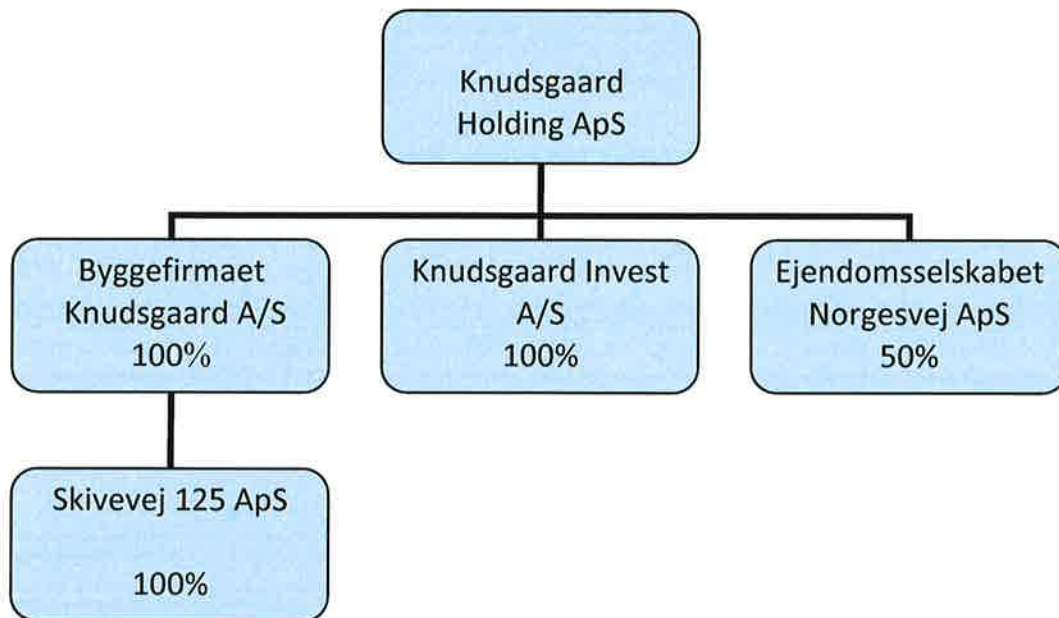 Knudsgaard
Holding ApS
Byggefirmaet
Knudsgaard A/S
100%
Knudsgaard Invest
A/S
100%
Ejendomsselskabet
Norgesvej ApS
50%
Skivevej 125 ApS
100%